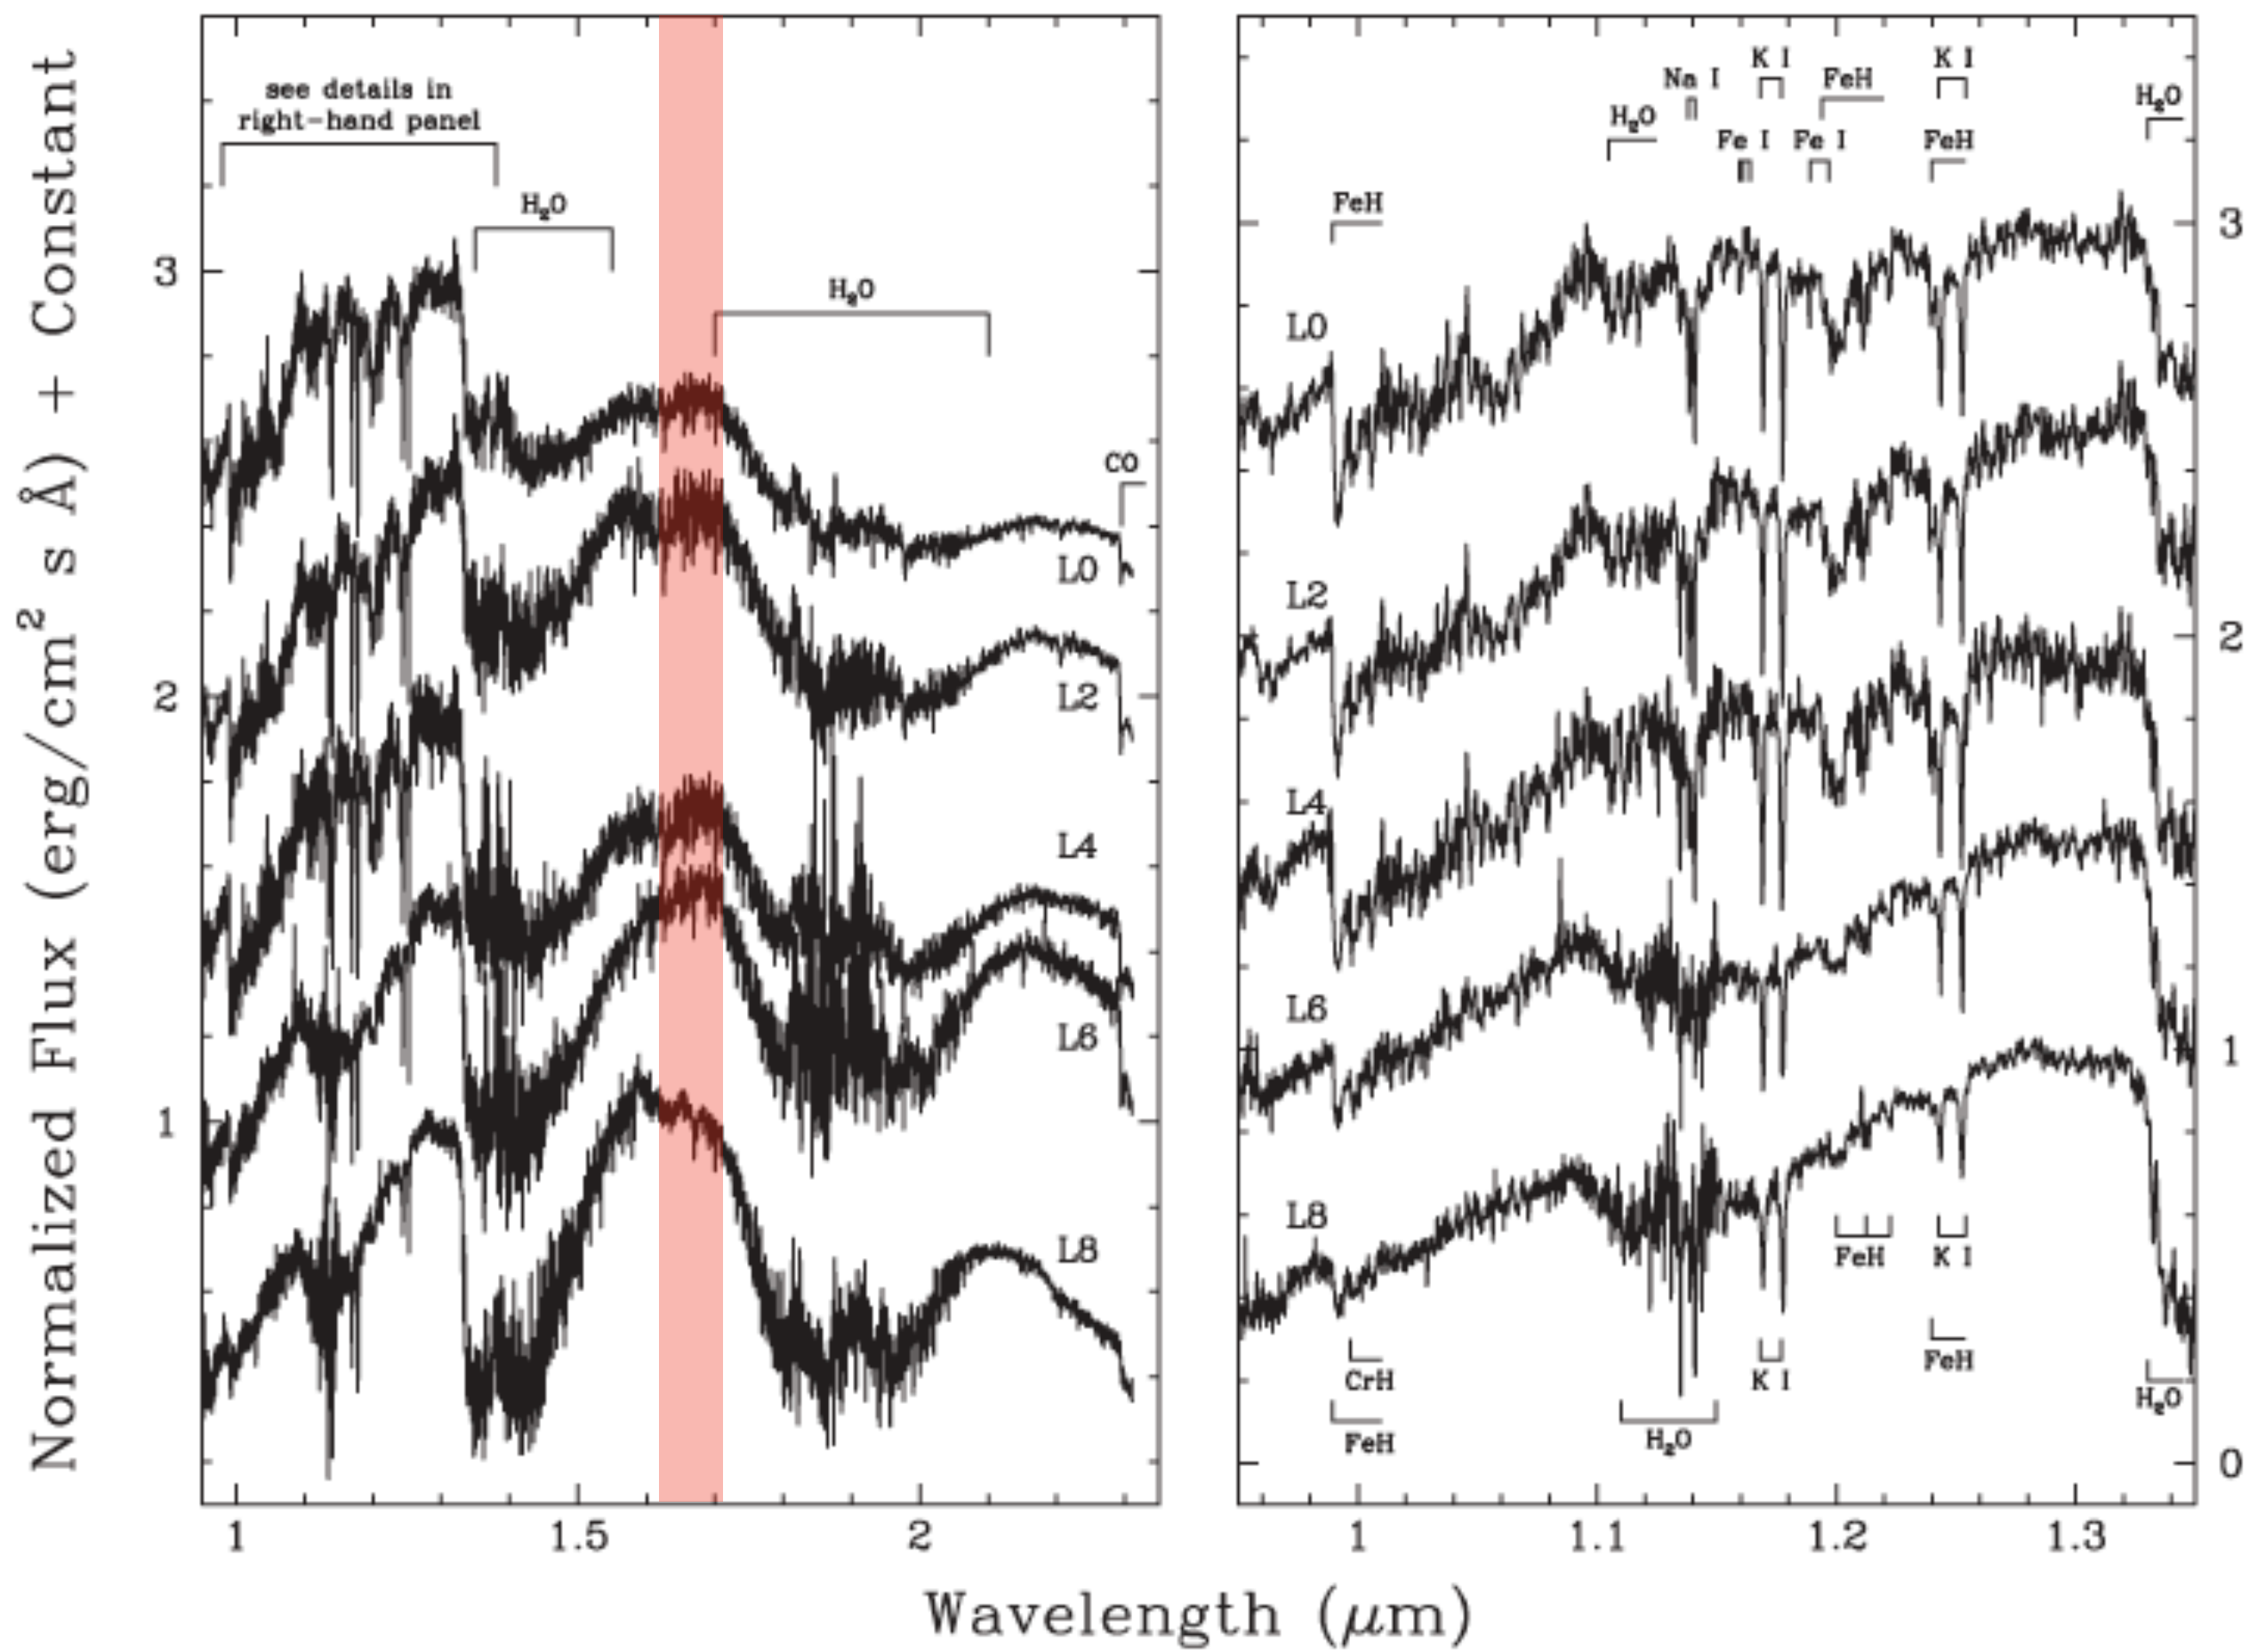 Normalized Flux (erg/cm² s Å) + Constant
see details in
right-hand panel
H₂O
H₂O
CO
L0
L2
L4
L6
L8
3
2
1
1
1.5
2
K I
K I
Na I
FeH
H₂O
H₂O
Fe I
Fe I
FeH
FeH
L0
L2
L4
L6
L8
FeH
K I
CrH
K I
FeH
H₂O
FeH
H₂O
3
2
1
0
1
1.1
1.2
1.3
Wavelength (μm)